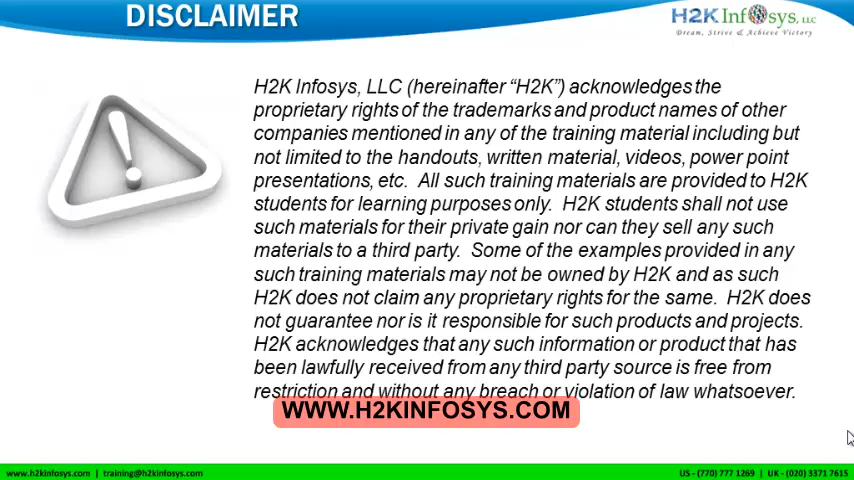 DISCLAIMER
H2K Infosys, LLC
Dream, Strive & Achieve Victory
H2K Infosys, LLC (hereinafter “H2K”) acknowledges the
proprietary rights of the trademarks and product names of other
companies mentioned in any of the training material including but
not limited to the handouts, written material, videos, power point
presentations, etc.  All such training materials are provided to H2K
students for learning purposes only.  H2K students shall not use
such materials for their private gain nor can they sell any such
materials to a third party.  Some of the examples provided in any
such training materials may not be owned by H2K and as such
H2K does not claim any proprietary rights for the same.  H2K does
not guarantee nor is it responsible for such products and projects.
H2K acknowledges that any such information or product that has
been lawfully received from any third party source is free from
restriction and without any breach or violation of law whatsoever.
WWW.H2KINFOSYS.COM
www.h2kinfosys.com | training@h2kinfosys.com
US - (770) 777 1269 | UK - (020) 3371 7615